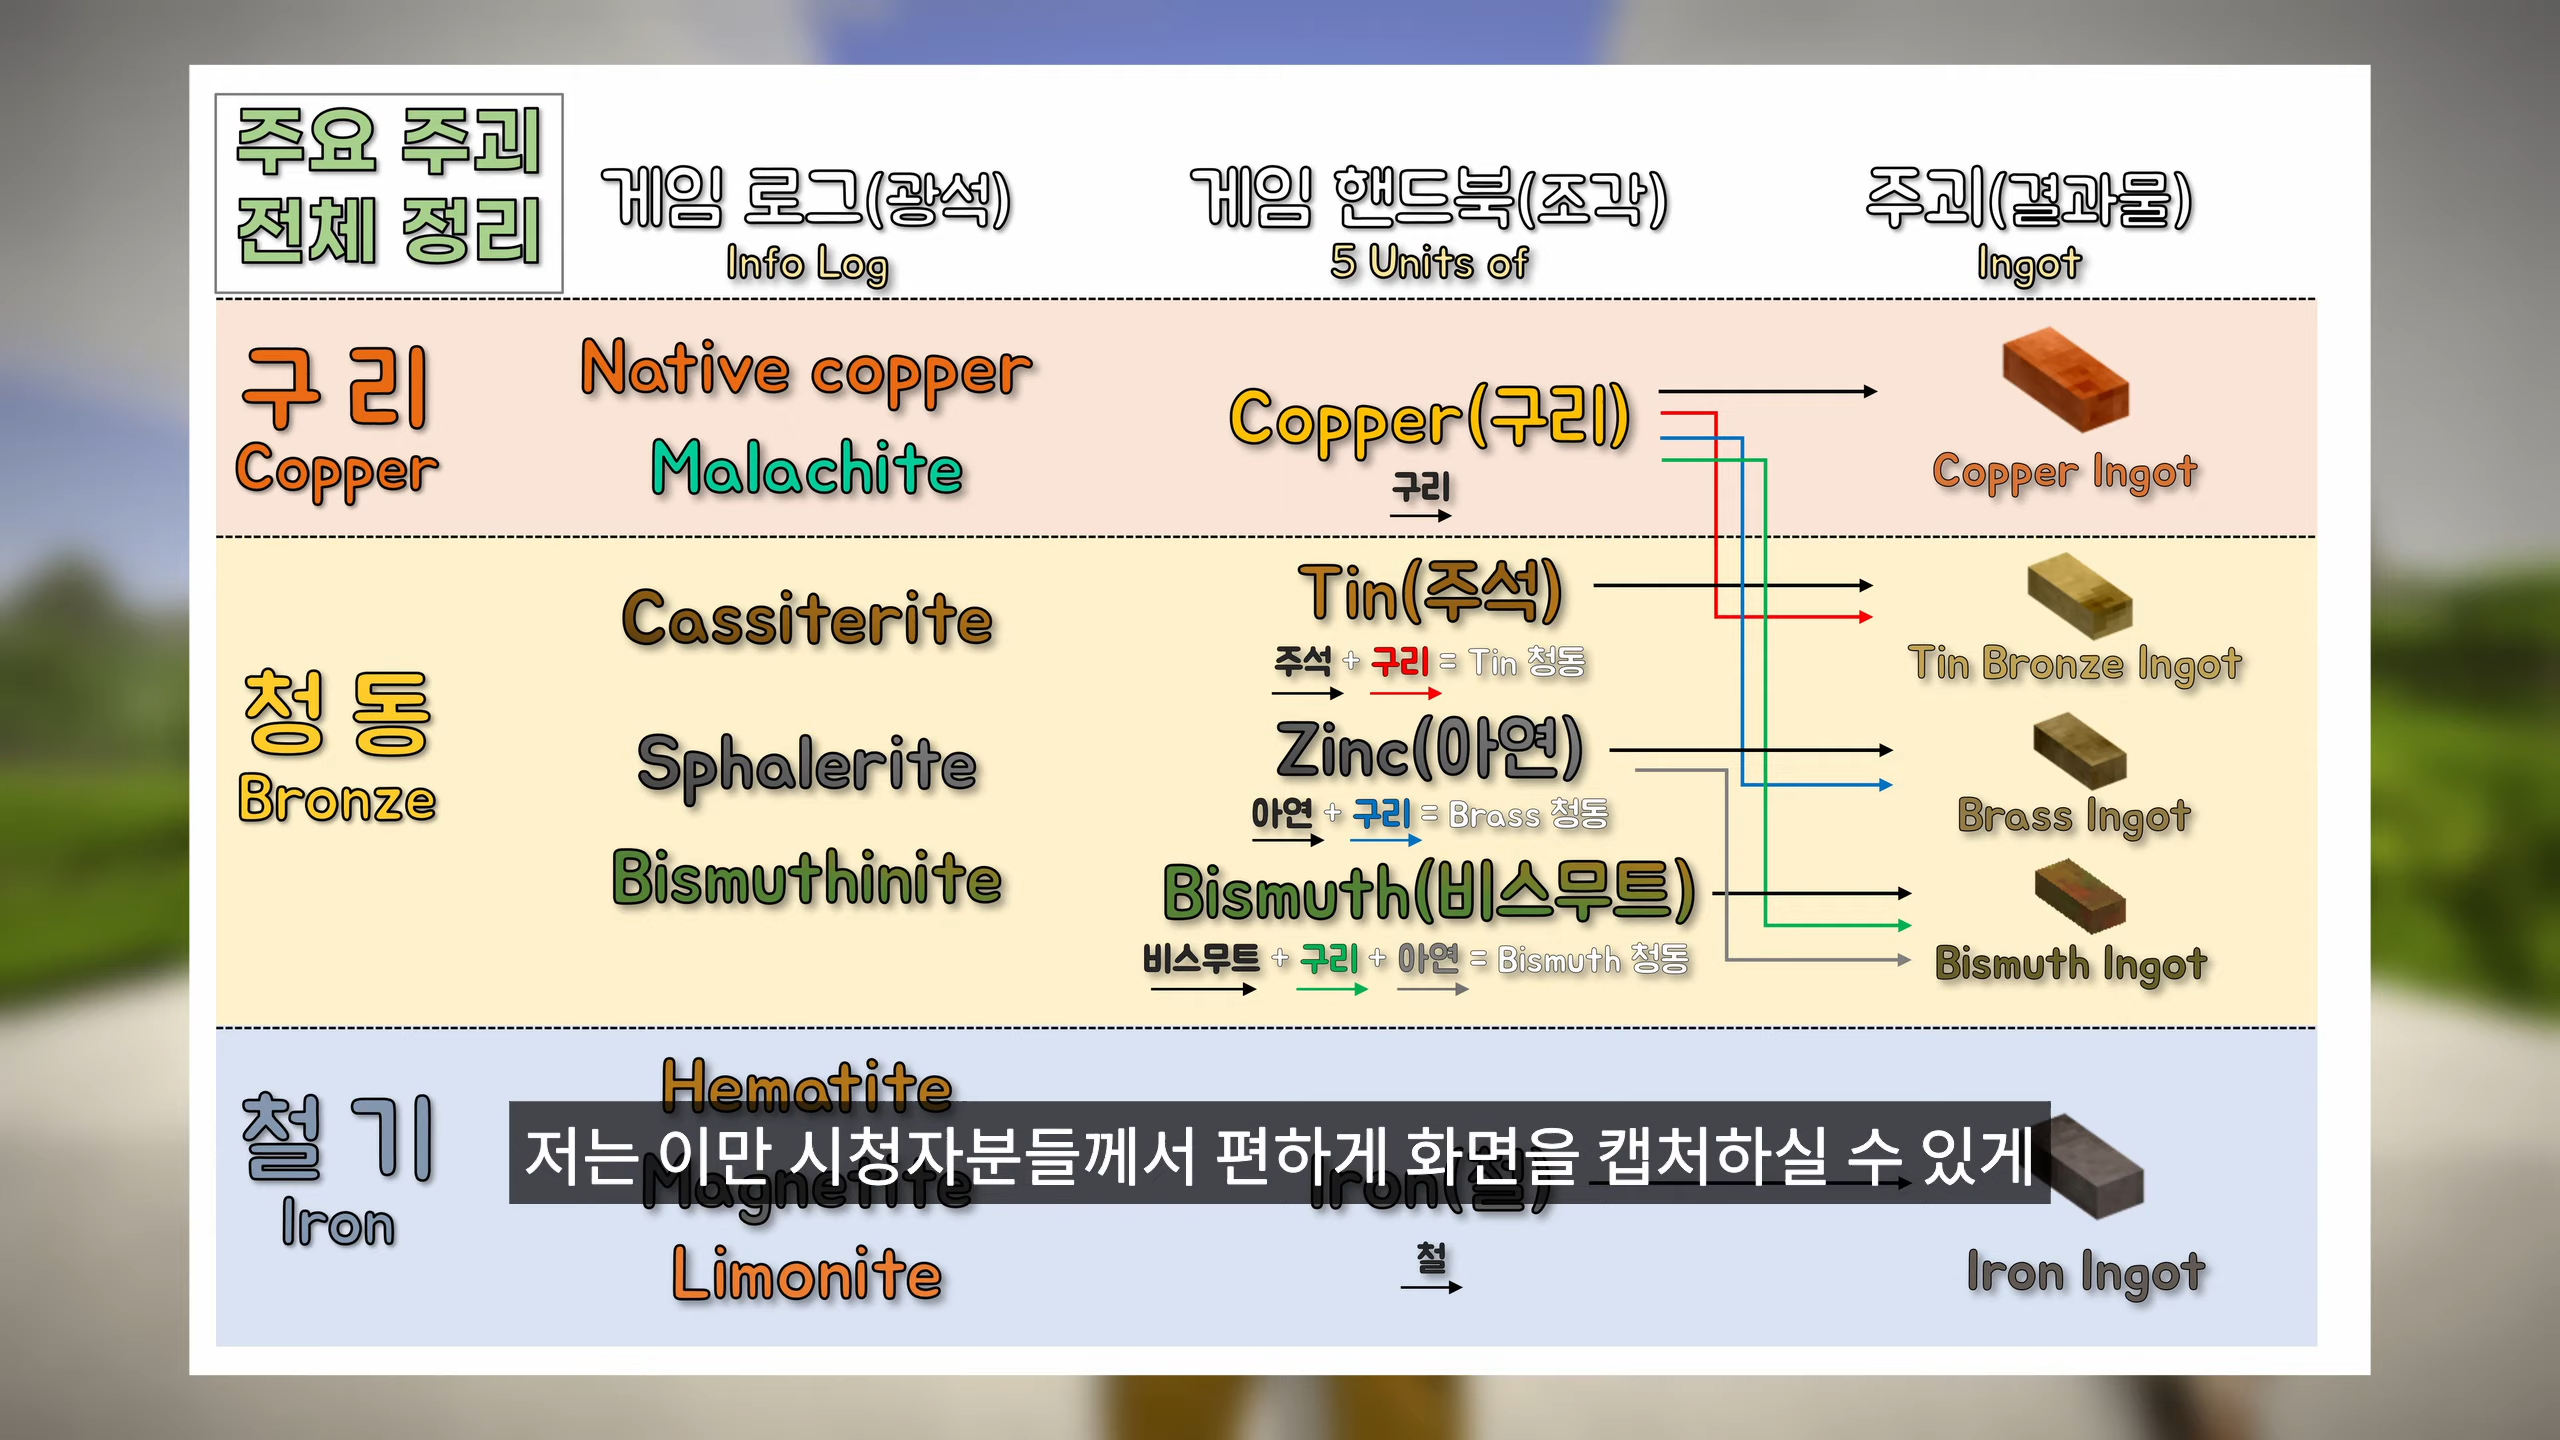 주요 주괴
전체 정리
게임 로그(광석)
Info Log
게임 핸드북(조각)
5 Units of
주괴(결과물)
Ingot
구리
Copper
Native copper
Malachite
Copper(구리)
구리
Copper Ingot
청동
Bronze
Cassiterite
Sphalerite
Bismuthinite
Tin(주석)
주석 + 구리 = Tin 청동
Zinc(아연)
아연 + 구리 = Brass 청동
Bismuth(비스무트)
비스무트 + 구리 + 아연 = Bismuth 청동
Tin Bronze Ingot
Brass Ingot
Bismuth Ingot
철기
Iron
Hematite
Magnetite
Limonite
Iron(철)
철
Iron Ingot
저는 이만 시청자분들께서 편하게 화면을 캡처하실 수 있게